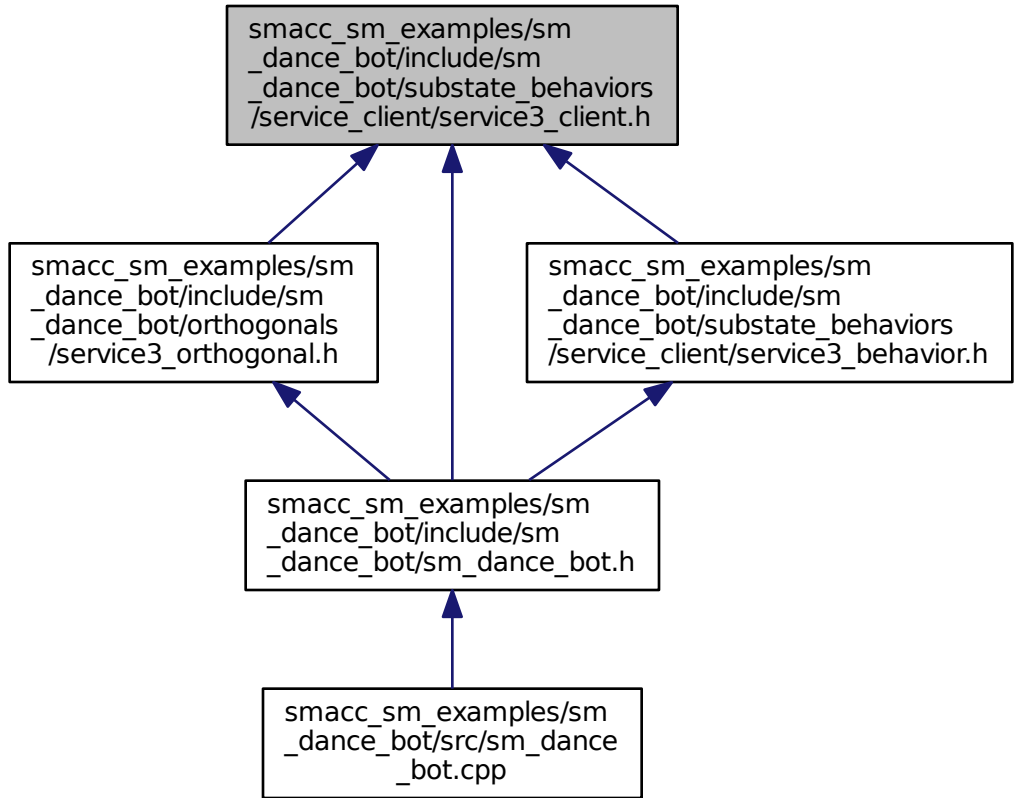 smacc_sm_examples/sm
_dance_bot/include/sm
_dance_bot/substate_behaviors
/service_client/service3_client.h
smacc_sm_examples/sm
_dance_bot/include/sm
_dance_bot/orthogonals
/service3_orthogonal.h
smacc_sm_examples/sm
_dance_bot/include/sm
_dance_bot/substate_behaviors
/service_client/service3_behavior.h
smacc_sm_examples/sm
_dance_bot/include/sm
_dance_bot/sm_dance_bot.h
smacc_sm_examples/sm
_dance_bot/src/sm_dance
_bot.cpp